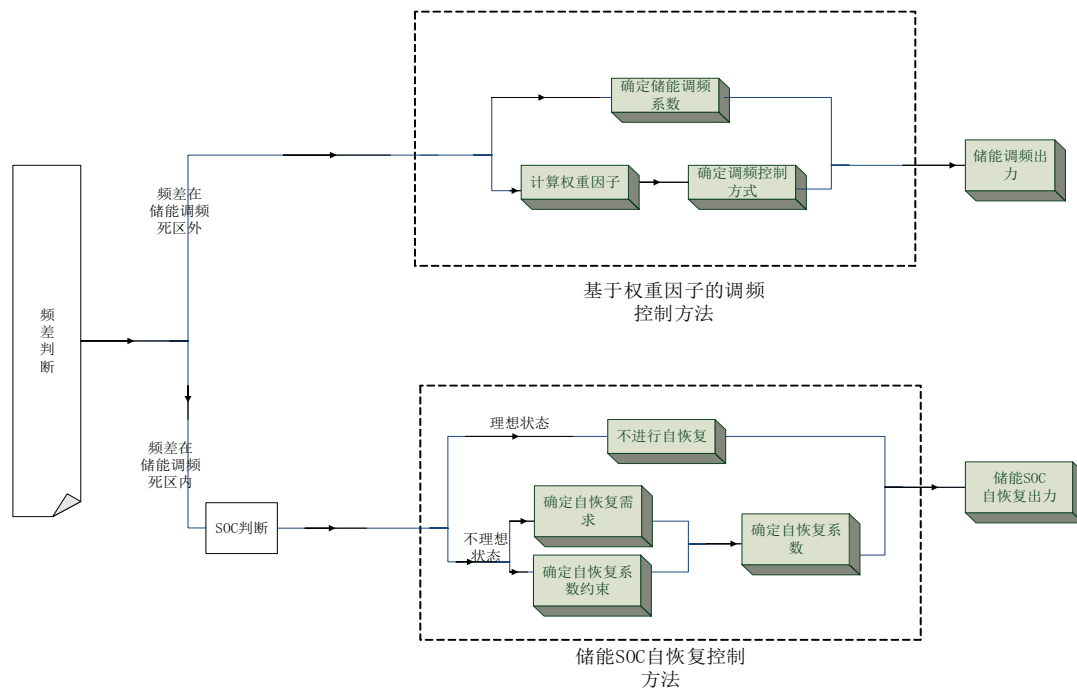 频
差
判
断
频差在
储能调频
死区外
确定储能调频
系数
计算权重因子
确定调频控制
方式
储能调频出
力
基于权重因子的调频
控制方法
频差在
储能调频
死区内
SOC判断
理想状态
不进行自恢复
不理想
状态
确定自恢复需
求
确定自恢复系
数约束
确定自恢复系
数
储能SOC
自恢复出力
储能SOC自恢复控制
方法